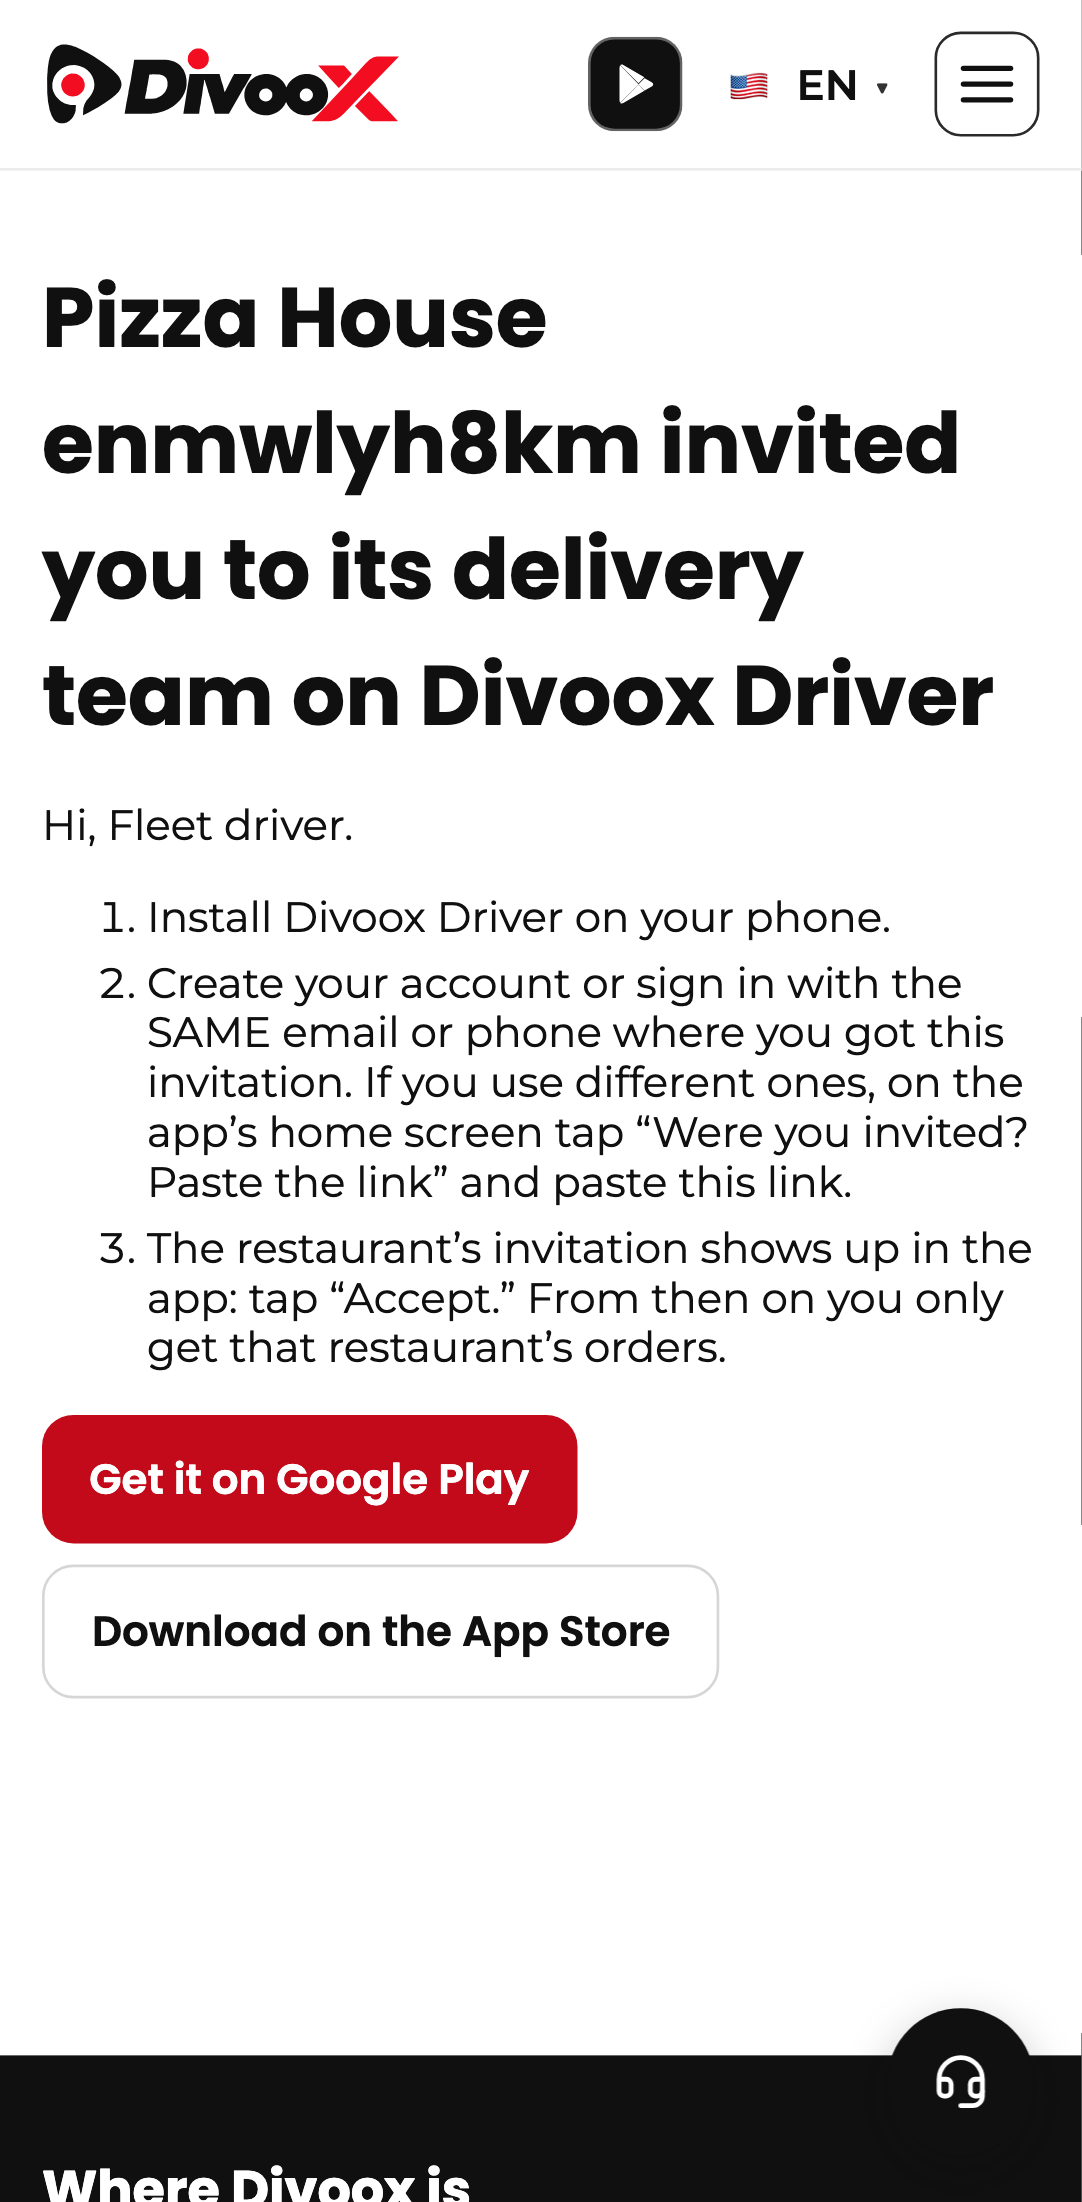 DivooX
EN
Pizza House
enmwlyh8km invited
you to its delivery
team on Divoox Driver
Hi, Fleet driver.
1. Install Divoox Driver on your phone.
2. Create your account or sign in with the
SAME email or phone where you got this
invitation. If you use different ones, on the
app’s home screen tap “Were you invited?
Paste the link” and paste this link.
3. The restaurant’s invitation shows up in the
app: tap “Accept.” From then on you only
get that restaurant’s orders.
Get it on Google Play
Download on the App Store
Where Divoox is